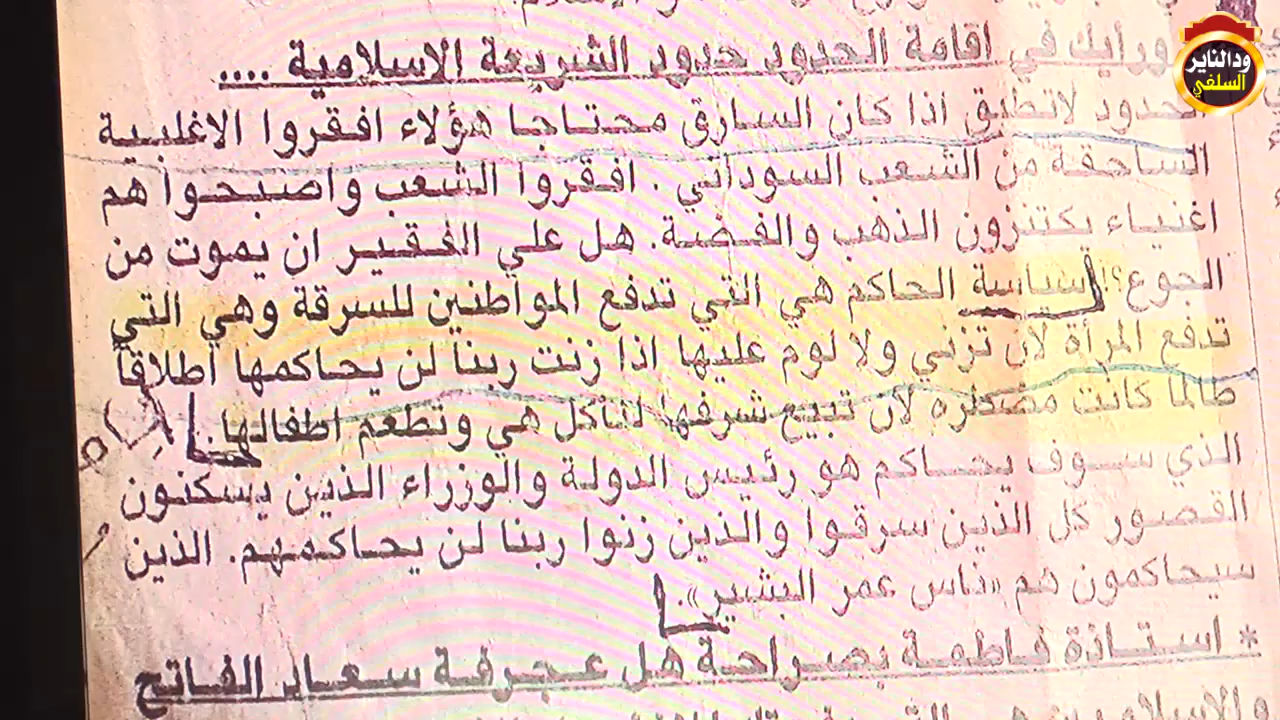 ورأيك في اقامة الحدود حدود الشريعة الاسلامية ....
الحدود لاتطبق اذا كان السارق محتاجا هؤلاء افقروا الاغلبية
الساحقة من الشعب السوداني . افقروا الشعب واصبحوا هم
اغنياء يكتنزون الذهب والفضة. هل علي الفقير ان يموت من
الجوع؟! سياسة الحاكم هي التي تدفع المواطنين للسرقة وهي التي
تدفع المرأة لأن تزني ولا لوم عليها اذا زنت ربنا لن يحاكمها اطلاقاً
طالما كانت مضطره لأن تبيع شرفها لتأكل هي وتطعم اطفالها.
الذي سوف يحاكم هو رئيس الدولة والوزراء الذين يسكنون
القصور كل الذين سرقوا والذين زنوا ربنا لن يحاكمهم. الذين
سيحاكمون هم «ناس عمر البشير».
* استاذة فاطمة بصراحة هل عجرفة سعاد الفاتح
ودالناير
السلفي